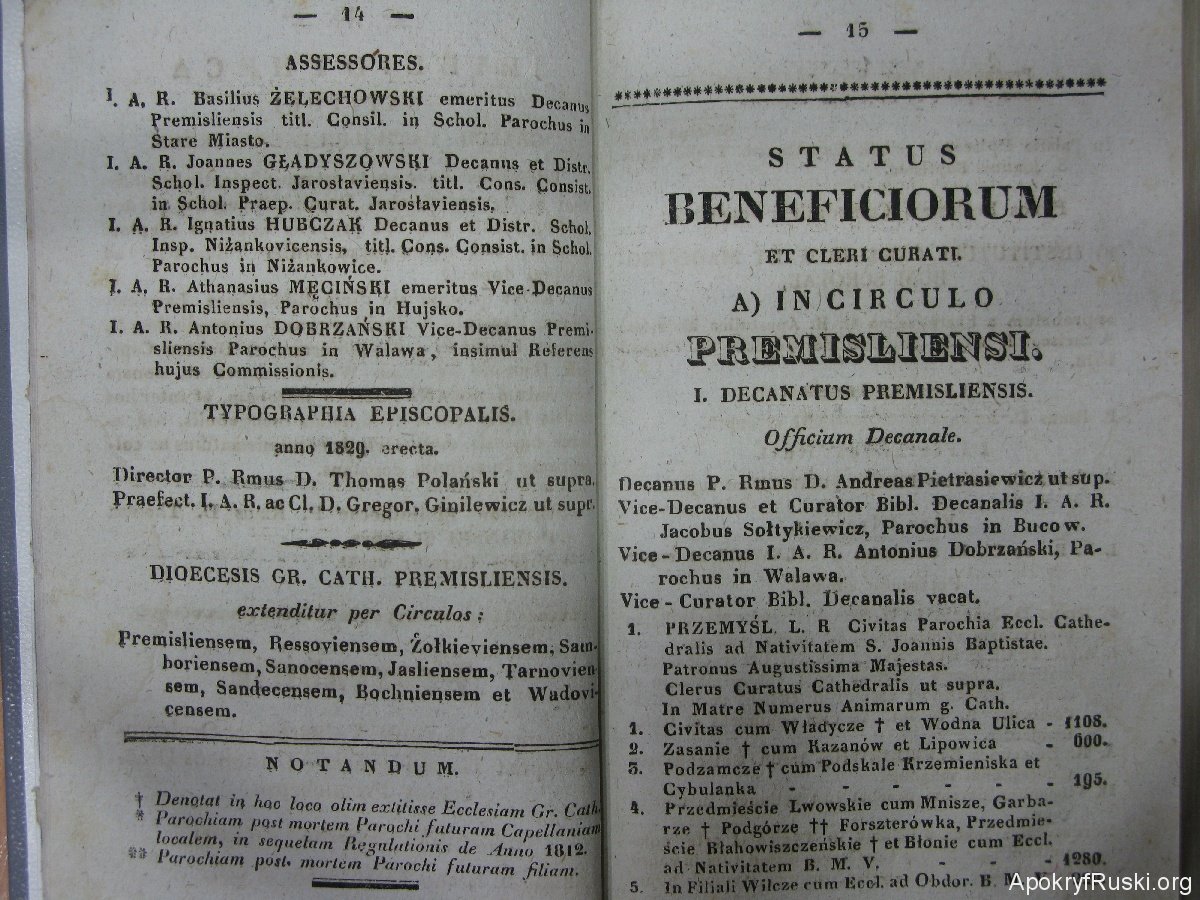 — 14 —
ASSESSORES.
I. A. R. Basilius ŻELECHOWSKI emeritus Decanus
Premisliensis titl. Consil. in Schol. Parochus in
Stare Miasto.
I. A. R. Joannes GŁADYSZOWSKI Decanus et Distr.
Schol. Inspect. Jarosłaviensis. titl. Cons. Consist.
in Schol. Praep. Curat. Jarosłaviensis.
I. A. R. Ignatius HUBCZAK Decanus et Distr. Schol.
Insp. Niżankovicensis, titl. Cons. Consist. in Schol.
Parochus in Niżankowice.
I. A. R. Athanasius MĘCIŃSKI emeritus Vice-Decanus
Premisliensis, Parochus in Hujsko.
I. A. R. Antonius DOBRZAŃSKI Vice-Decanus Premi-
sliensis Parochus in Walawa, insimul Referens
hujus Commissionis.
TYPOGRAPHIA EPISCOPALIS.
anno 1829. erecta.
Director P. Rmus D. Thomas Polański ut supra.
Praefect. I. A. R. ac Cl. D. Gregor. Ginilewicz ut supr.
DIOECESIS GR. CATH. PREMISLIENSIS.
extenditur per Circulos:
Premisliensem, Ressoviensem, Żołkieviensem, Sam-
boriensem, Sanocensem, Jasliensem, Tarnovien-
sem, Sandecensem, Bochniensem et Wadovi-
censem.
NOTANDUM.
† Denotat in hoc loco olim extitisse Ecclesiam Gr. Cath.
* Parochiam post mortem Parochi futuram Capellaniam
localem, in sequelam Regulationis de Anno 1812.
** Parochiam post. mortem Parochi futuram filiam.
— 15 —
STATUS
BENEFICIORUM
ET CLERI CURATI.
A) IN CIRCULO
PREMISLIENSI.
I. DECANATUS PREMISLIENSIS.
Officium Decanale.
Decanus P. Rmus D. Andreas Pietrasiewicz ut sup.
Vice-Decanus et Curator Bibl. Decanalis I. A. R.
Jacobus Sołtykiewicz, Parochus in Bucow.
Vice-Decanus I. A. R. Antonius Dobrzański, Pa-
rochus in Walawa.
Vice-Curator Bibl. Decanalis vacat.
1. PRZEMYŚL L. R Civitas Parochia Eccl. Cathe-
dralis ad Nativitatem S. Joannis Baptistae.
Patronus Augustissima Majestas.
Clerus Curatus Cathedralis ut supra.
In Matre Numerus Animarum g. Cath.
1. Civitas cum Władycze † et Wodna Ulica - 1108.
2. Zasanie † cum Kazanów et Lipowica - 600.
3. Podzamcze † cum Podskale Krzemieniska et
Cybulanka - - - - - - 195.
4. Przedmieście Lwowskie cum Mnisze, Garba-
rze † Podgórze †† Forszterówka, Przedmie-
ście Błahowiszczeńskie † et Błonie cum Eccl.
ad Nativitatem B. M. V. - - - 1280.
5. In Filiali Wilcze cum Eccl. ad Obdor. B. M.
ApokryfRuski.org